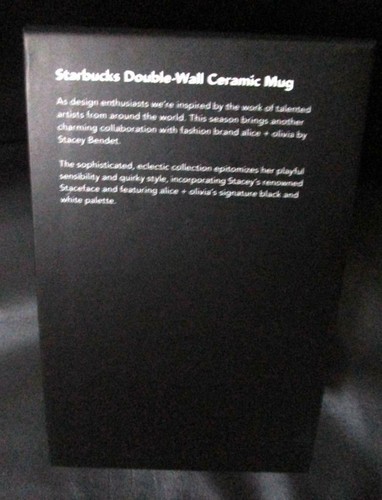 Starbucks Double-Wall Ceramic Mug
As design enthusiasts we're inspired by the work of talented
artists from around the world. This season brings another
charming collaboration with fashion brand alice + olivia by
Stacey Bendet.
The sophisticated, eclectic collection epitomizes her playful
sensibility and quirky style, incorporating Stacey's renowned
Staceface and featuring alice + olivia's signature black and
white palette.